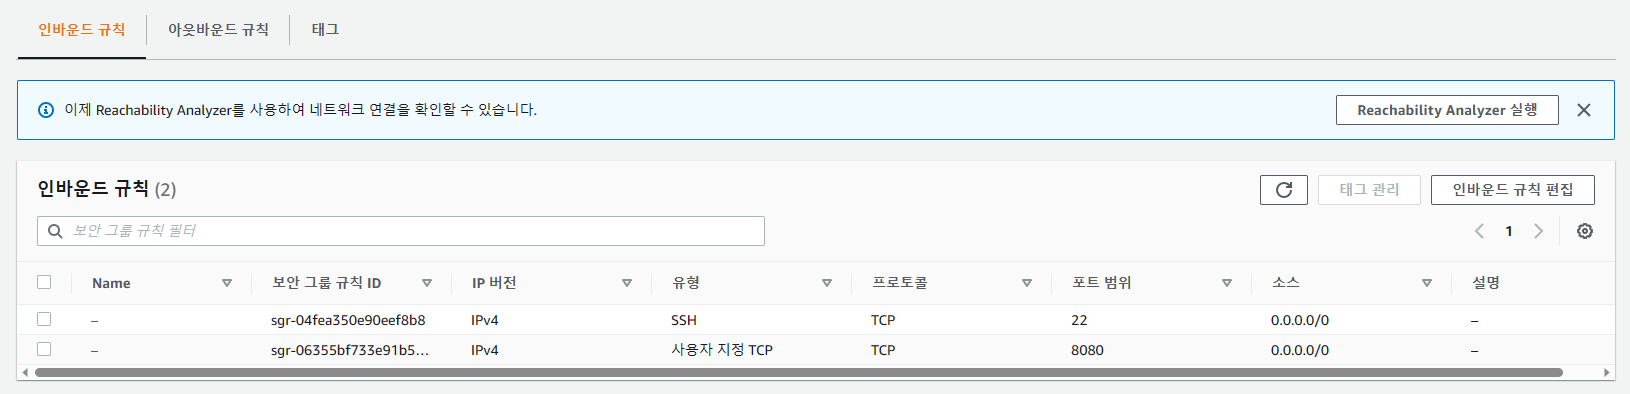 인바운드 규칙 아웃바운드 규칙 태그
이제 Reachability Analyzer를 사용하여 네트워크 연결을 확인할 수 있습니다. Reachability Analyzer 실행
인바운드 규칙 (2) 태그 관리 인바운드 규칙 편집
보안 그룹 규칙 필터 1
Name 보안 그룹 규칙 ID IP 버전 유형 프로토콜 포트 범위 소스 설명
– sgr-04fea350e90eef8b8 IPv4 SSH TCP 22 0.0.0.0/0 –
– sgr-06355bf733e91b5... IPv4 사용자 지정 TCP TCP 8080 0.0.0.0/0 –